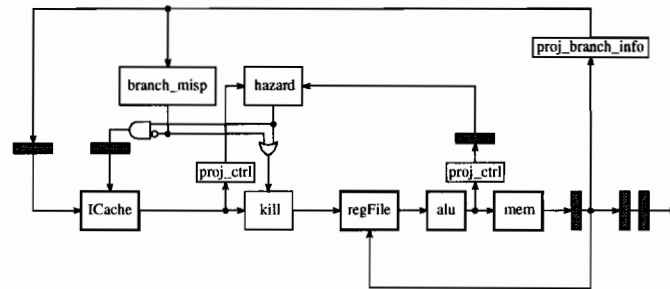 proj_branch_info
branch_misp
hazard
proj_ctrl
proj_ctrl
ICache
kill
regFile
alu
mem